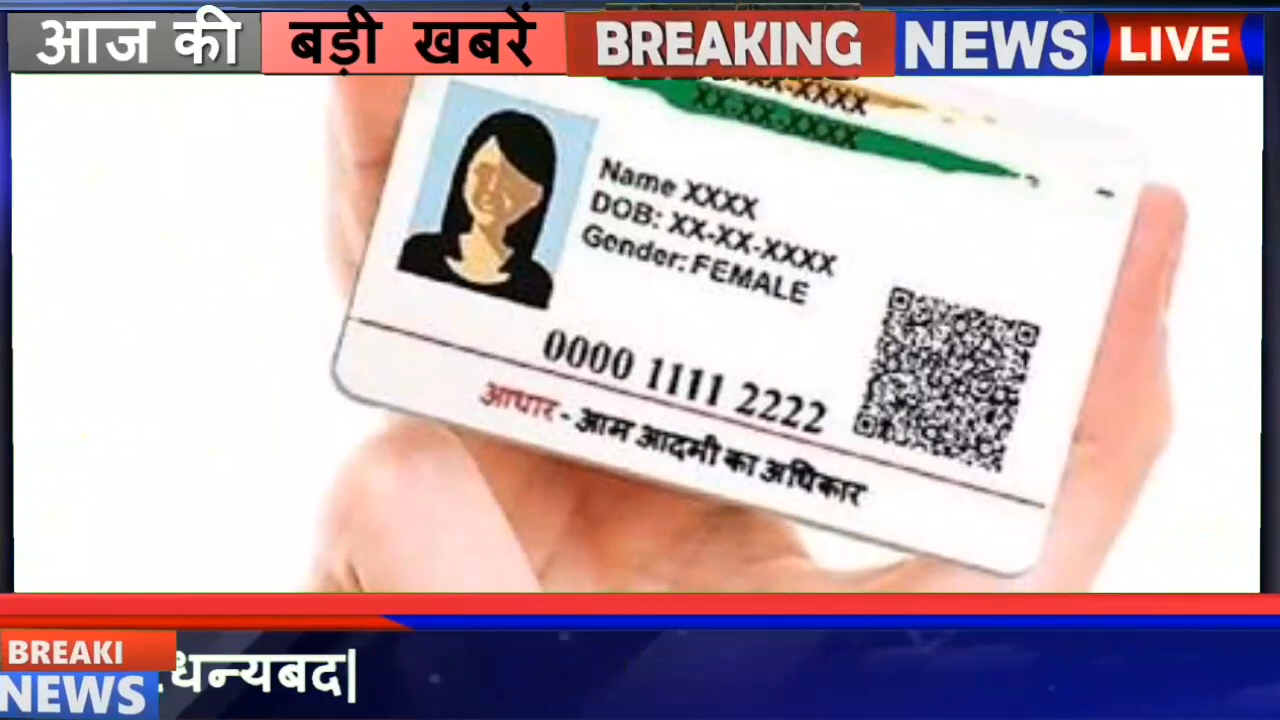 आज की बड़ी खबरें BREAKING NEWS LIVE
XX-XX-XXXX
Name XXXX
DOB: XX-XX-XXXX
Gender: FEMALE
0000 1111 2222
आधार - आम आदमी का अधिकार
BREAKI
NEWS
धन्यबद|